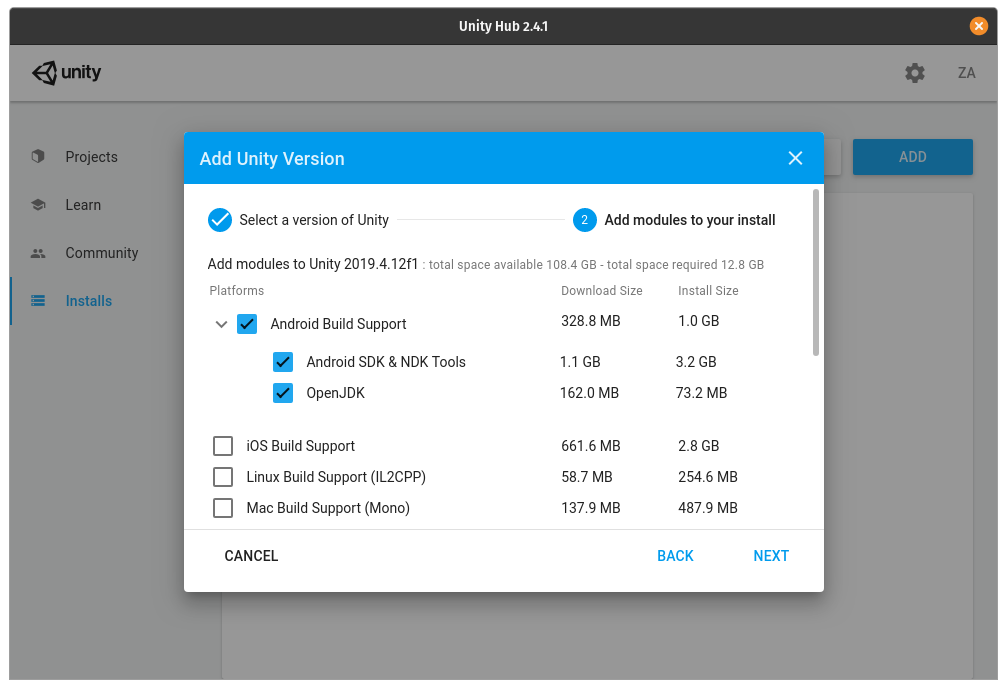 Unity Hub 2.4.1
unity
ZA
Projects
Learn
Community
Installs
ADD
Add Unity Version
Select a version of Unity
2 Add modules to your install
Add modules to Unity 2019.4.12f1 : total space available 108.4 GB - total space required 12.8 GB
Platforms Download Size Install Size
Android Build Support 328.8 MB 1.0 GB
Android SDK & NDK Tools 1.1 GB 3.2 GB
OpenJDK 162.0 MB 73.2 MB
iOS Build Support 661.6 MB 2.8 GB
Linux Build Support (IL2CPP) 58.7 MB 254.6 MB
Mac Build Support (Mono) 137.9 MB 487.9 MB
CANCEL BACK NEXT